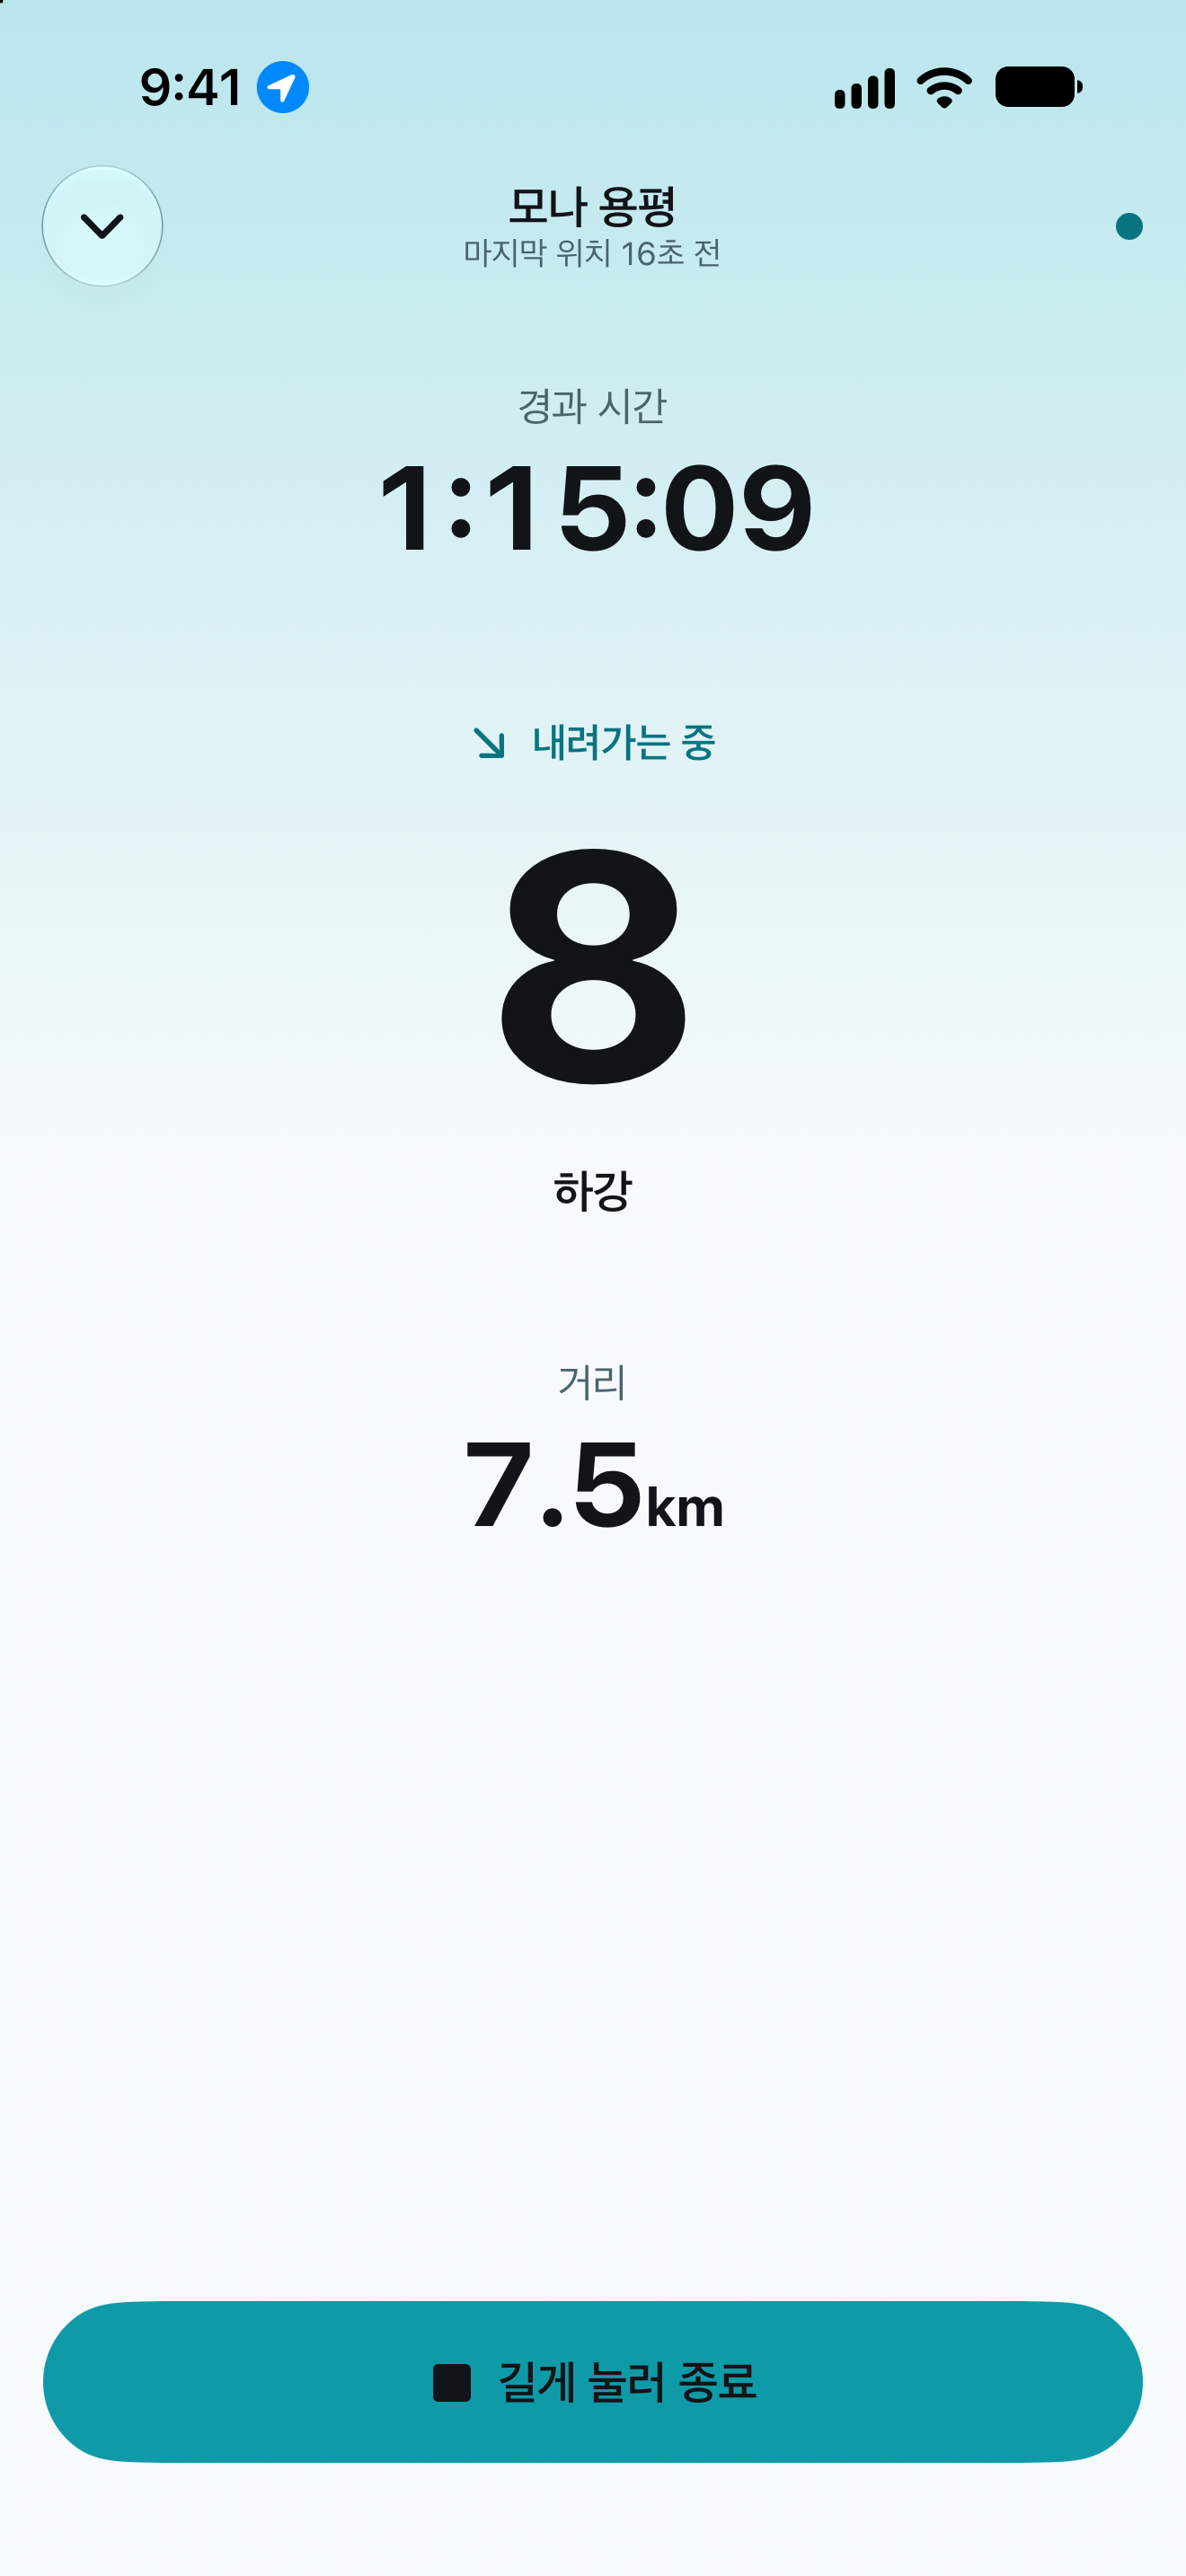 9:41
모나 용평
마지막 위치 16초 전
경과 시간
1:15:09
내려가는 중
8
하강
거리
7.5km
길게 눌러 종료